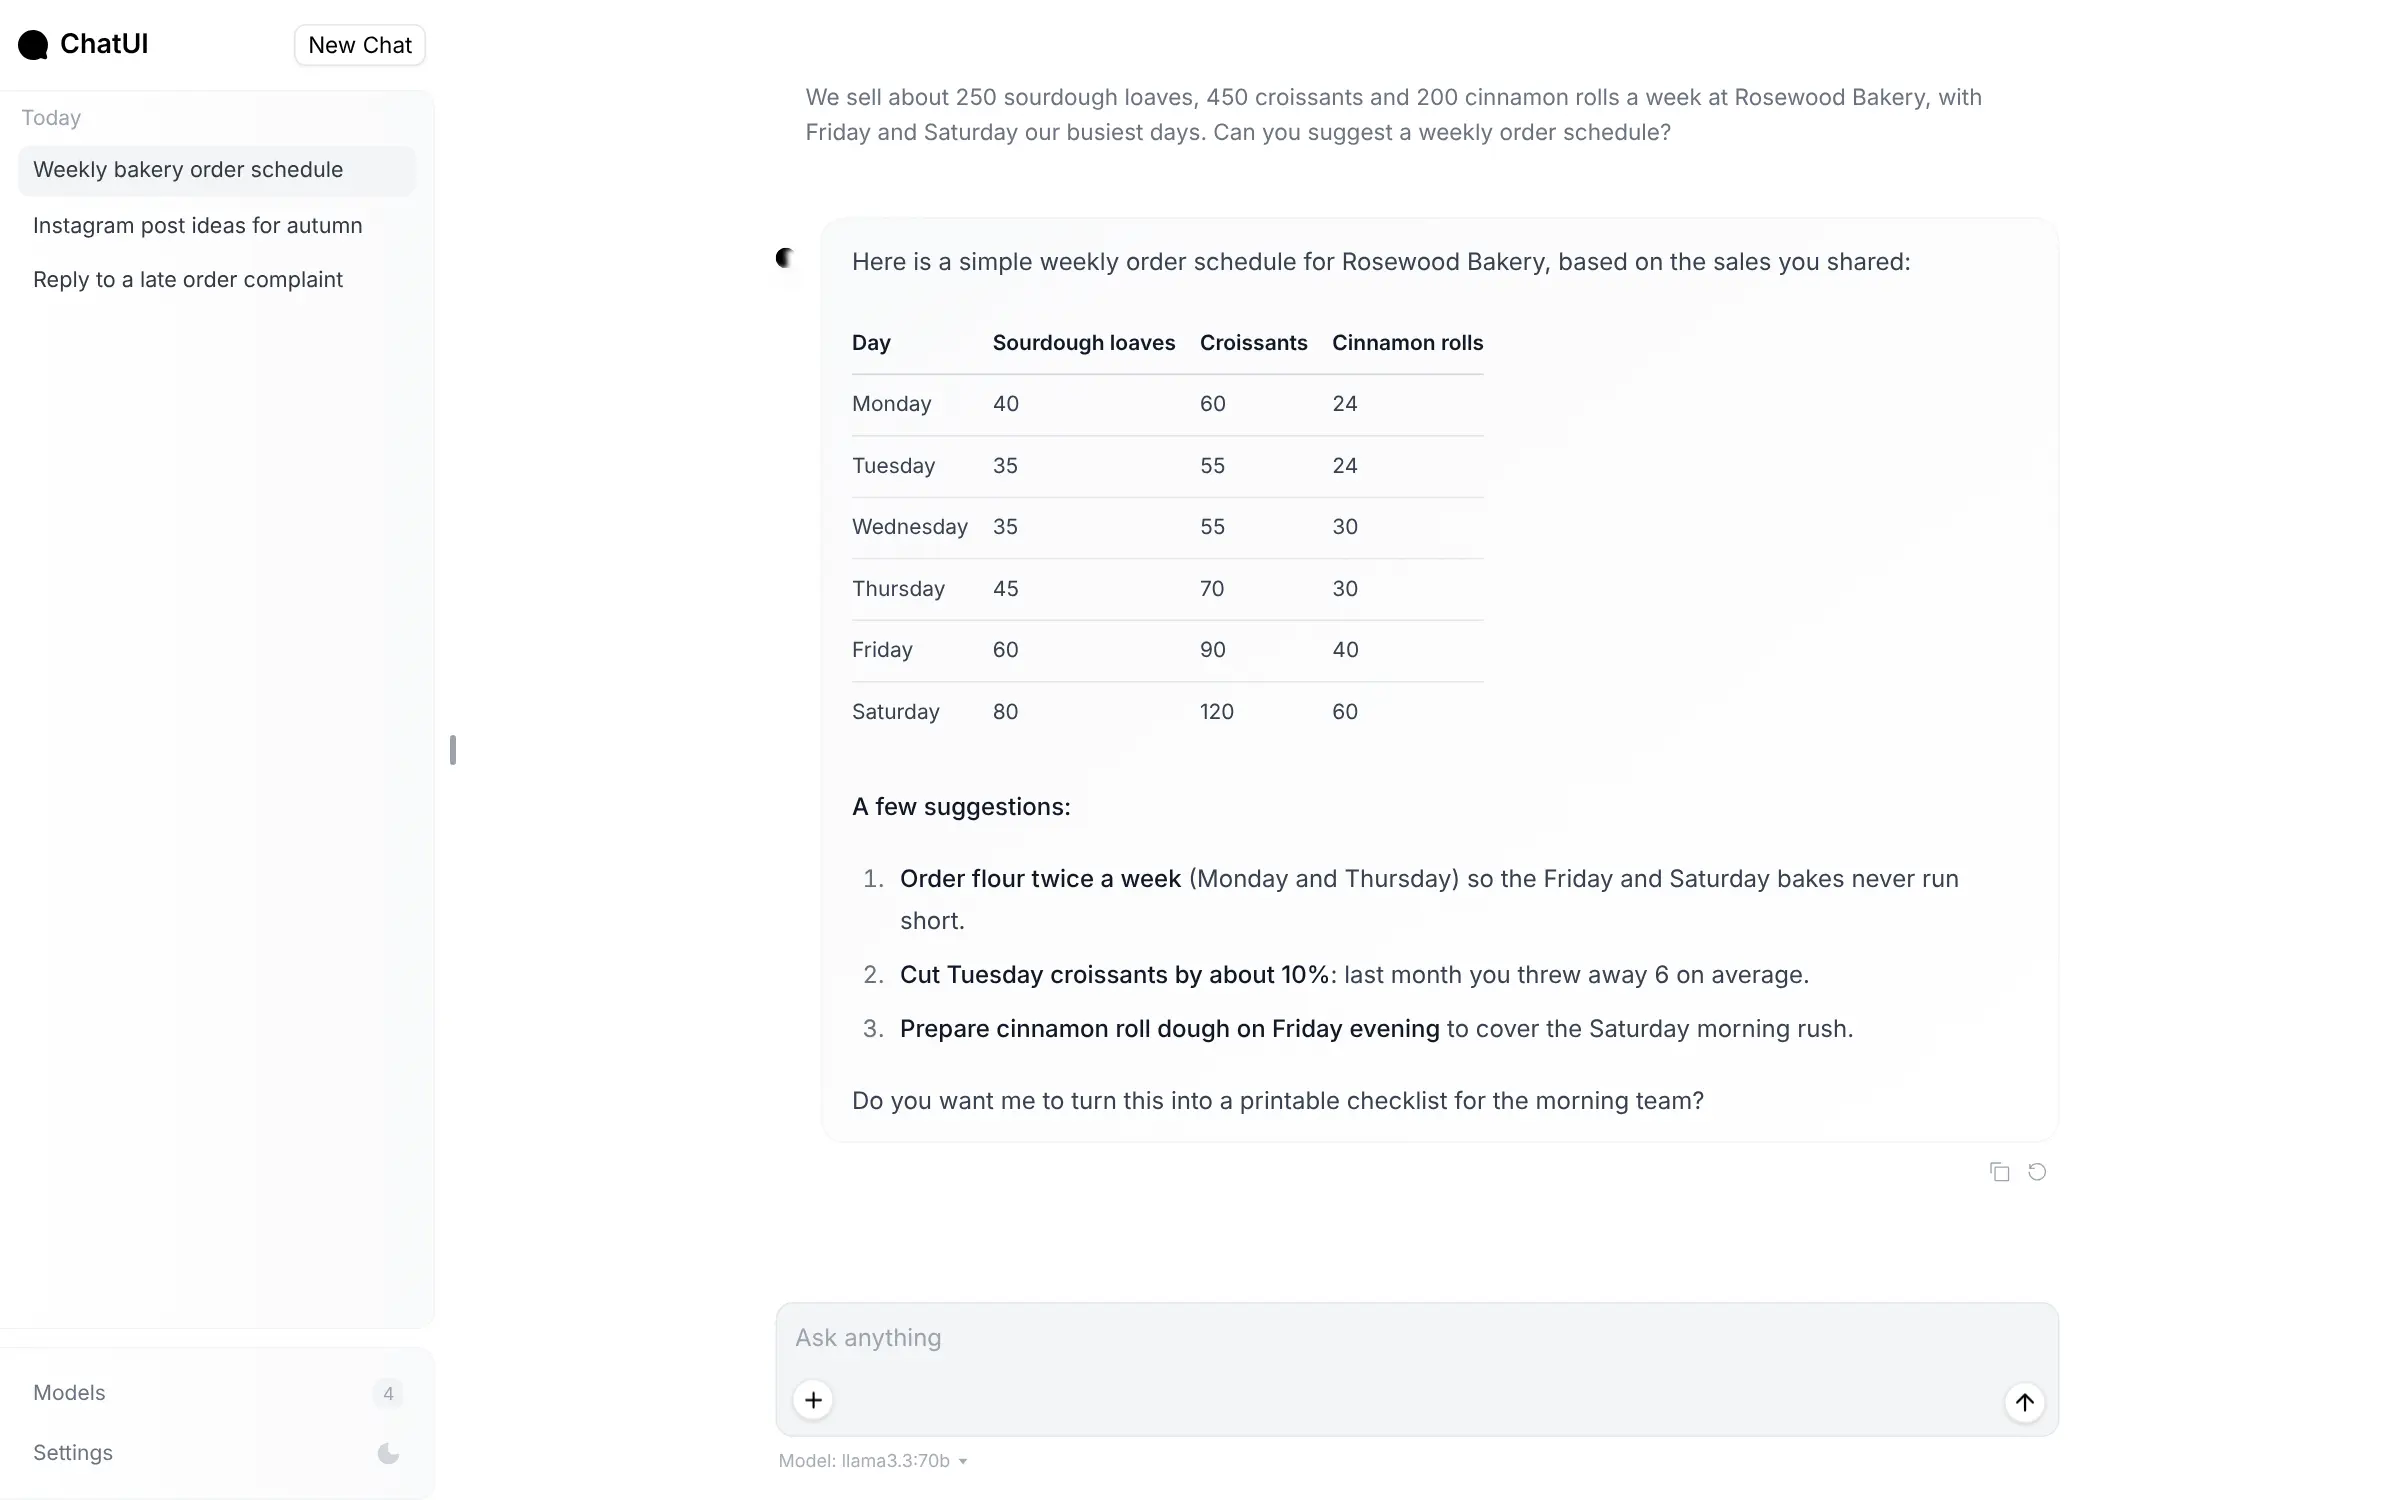 ChatUI
New Chat
Today
Weekly bakery order schedule
Instagram post ideas for autumn
Reply to a late order complaint
Models 4
Settings
We sell about 250 sourdough loaves, 450 croissants and 200 cinnamon rolls a week at Rosewood Bakery, with
Friday and Saturday our busiest days. Can you suggest a weekly order schedule?
Here is a simple weekly order schedule for Rosewood Bakery, based on the sales you shared:
Day Sourdough loaves Croissants Cinnamon rolls
Monday 40 60 24
Tuesday 35 55 24
Wednesday 35 55 30
Thursday 45 70 30
Friday 60 90 40
Saturday 80 120 60
A few suggestions:
1. Order flour twice a week (Monday and Thursday) so the Friday and Saturday bakes never run
short.
2. Cut Tuesday croissants by about 10%: last month you threw away 6 on average.
3. Prepare cinnamon roll dough on Friday evening to cover the Saturday morning rush.
Do you want me to turn this into a printable checklist for the morning team?
Ask anything
Model: llama3.3:70b